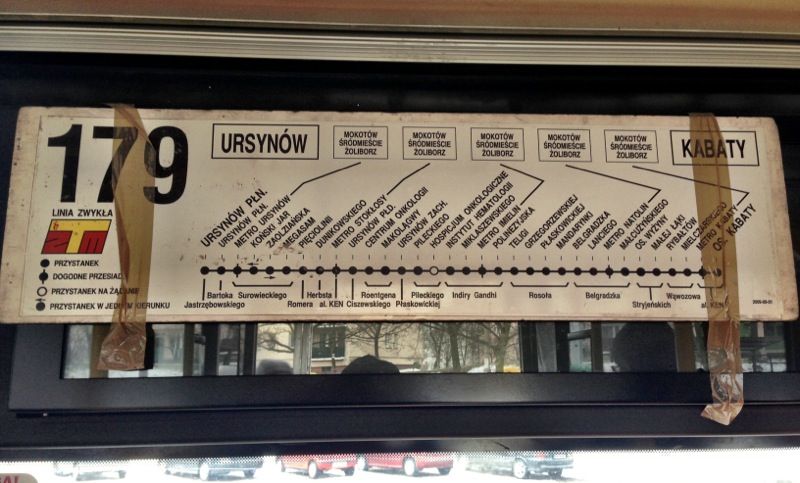 179
URSYNÓW
MOKOTÓW
ŚRÓDMIEŚCIE
ŻOLIBORZ
MOKOTÓW
ŚRÓDMIEŚCIE
ŻOLIBORZ
MOKOTÓW
ŚRÓDMIEŚCIE
ŻOLIBORZ
MOKOTÓW
ŚRÓDMIEŚCIE
ŻOLIBORZ
MOKOTÓW
ŚRÓDMIEŚCIE
ŻOLIBORZ
KABATY
LINIA ZWYKŁA
ztm
PRZYSTANEK
DOGODNE PRZESIADKI
PRZYSTANEK NA ŻĄDANIE
PRZYSTANEK W JEDNYM KIERUNKU
URSYNÓW PŁN.
URSYNÓW PŁN.
METRO URSYNÓW
KOŃSKI JAR
ZAOLZIAŃSKA
MEGASAM
PIĘCIOLINII
DUNIKOWSKIEGO
METRO STOKŁOSY
URSYNÓW PŁD.
CENTRUM ONKOLOGII
MAKOLĄGWY
URSYNÓW ZACH.
PILECKIEGO
HOSPICJUM ONKOLOGICZNE
INSTYTUT HEMATOLOGII
MIKLASZEWSKIEGO
METRO IMIELIN
POLINEZYJSKA
TELIGI
GRZEGORZEWSKIEJ
PŁASKOWICKIEJ
MANDARYNKI
BELGRADZKA
LANCIEGO
METRO NATOLIN
MAŁCUŻYŃSKIEGO
OS. WYŻYNY
MAŁEJ ŁĄKI
RYBAŁTÓW
MIELCZARSKIEGO
METRO KABATY
OS. KABATY
Bartoka
Surowieckiego
Herbsta
Roentgena
Pileckiego
Indiry Gandhi
Rosoła
Belgradzka
Wąwozowa
Jastrzębowskiego
Romera
al. KEN
Ciszewskiego
Płaskowickiej
Stryjeńskich
al. KEN